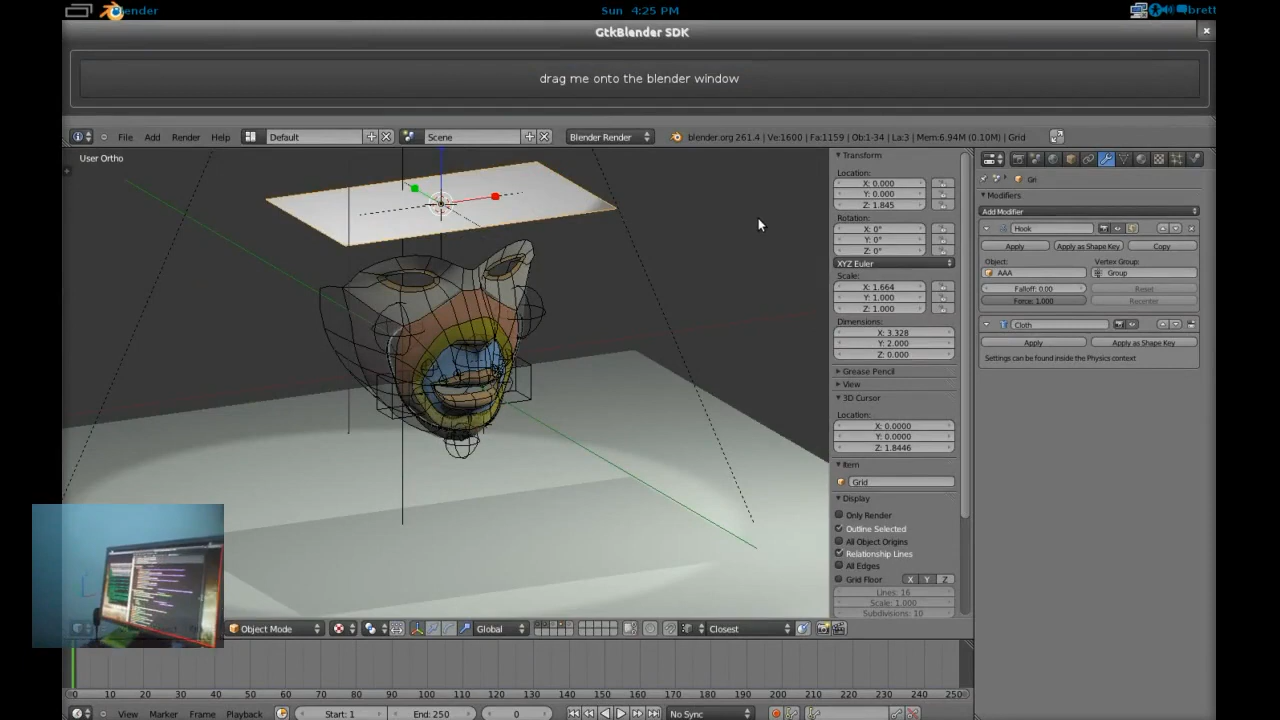 ender
Sun 4:25 PM
brett
GtkBlender SDK
drag me onto the blender window
File Add Render Help Default Scene Blender Render blender.org 261.4 | Ve:1600 | Fa:1159 | Ob:1-34 | La:3 | Mem:6.94M (0.10M) | Grid
User Ortho
Transform
Location:
X: 0.000
Y: 0.000
Z: 1.845
Rotation:
X: 0°
Y: 0°
Z: 0°
XYZ Euler
Scale:
X: 1.664
Y: 1.000
Z: 1.000
Dimensions:
X: 3.328
Y: 2.000
Z: 0.000
Grease Pencil
View
3D Cursor
Location:
X: 0.0000
Y: 0.0000
Z: 1.8446
Item
Grid
Display
Only Render
Outline Selected
All Object Origins
Relationship Lines
All Edges
Grid Floor X Y Z
Lines: 16
Scale: 1.000
Subdivisions: 10
Gri
Modifiers
Add Modifier
Hook
Apply Apply as Shape Key Copy
Object: Vertex Group:
AAA Group
Falloff: 0.00 Reset
Force: 1.000 Recenter
Cloth
Apply Apply as Shape Key
Settings can be found inside the Physics context
Object Mode Global Closest
0 10 20 30 40 50 60 70 80 90 100 110 120 130 140 150 160 170 180 190 200 210 220 230 240 250
View Marker Frame Playback Start: 1 End: 250 0 No Sync